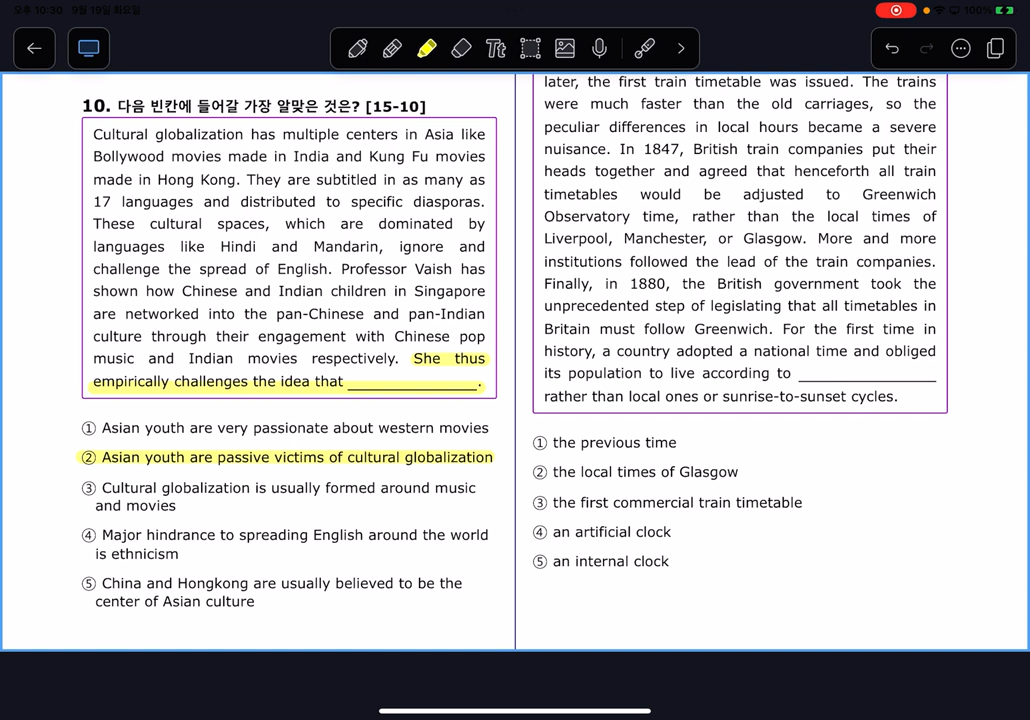 오후 10:30 9월 19일 화요일
100%
Tt
10. 다음 빈칸에 들어갈 가장 알맞은 것은? [15-10]
Cultural globalization has multiple centers in Asia like
Bollywood movies made in India and Kung Fu movies
made in Hong Kong. They are subtitled in as many as
17 languages and distributed to specific diasporas.
These cultural spaces, which are dominated by
languages like Hindi and Mandarin, ignore and
challenge the spread of English. Professor Vaish has
shown how Chinese and Indian children in Singapore
are networked into the pan-Chinese and pan-Indian
culture through their engagement with Chinese pop
music and Indian movies respectively. She thus
empirically challenges the idea that _______________.
① Asian youth are very passionate about western movies
② Asian youth are passive victims of cultural globalization
③ Cultural globalization is usually formed around music
and movies
④ Major hindrance to spreading English around the world
is ethnicism
⑤ China and Hongkong are usually believed to be the
center of Asian culture
later, the first train timetable was issued. The trains
were much faster than the old carriages, so the
peculiar differences in local hours became a severe
nuisance. In 1847, British train companies put their
heads together and agreed that henceforth all train
timetables would be adjusted to Greenwich
Observatory time, rather than the local times of
Liverpool, Manchester, or Glasgow. More and more
institutions followed the lead of the train companies.
Finally, in 1880, the British government took the
unprecedented step of legislating that all timetables in
Britain must follow Greenwich. For the first time in
history, a country adopted a national time and obliged
its population to live according to _______________
rather than local ones or sunrise-to-sunset cycles.
① the previous time
② the local times of Glasgow
③ the first commercial train timetable
④ an artificial clock
⑤ an internal clock